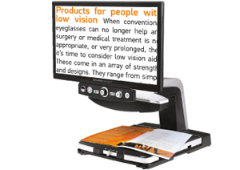 Products for people wit
low vision When convention
eyeglasses can no longer help ar
surgery or medical treatment is n
appropriate, or very prolonged, the
it's time to consider low vision aid
These come in an array of strength
and designs. They range from simp